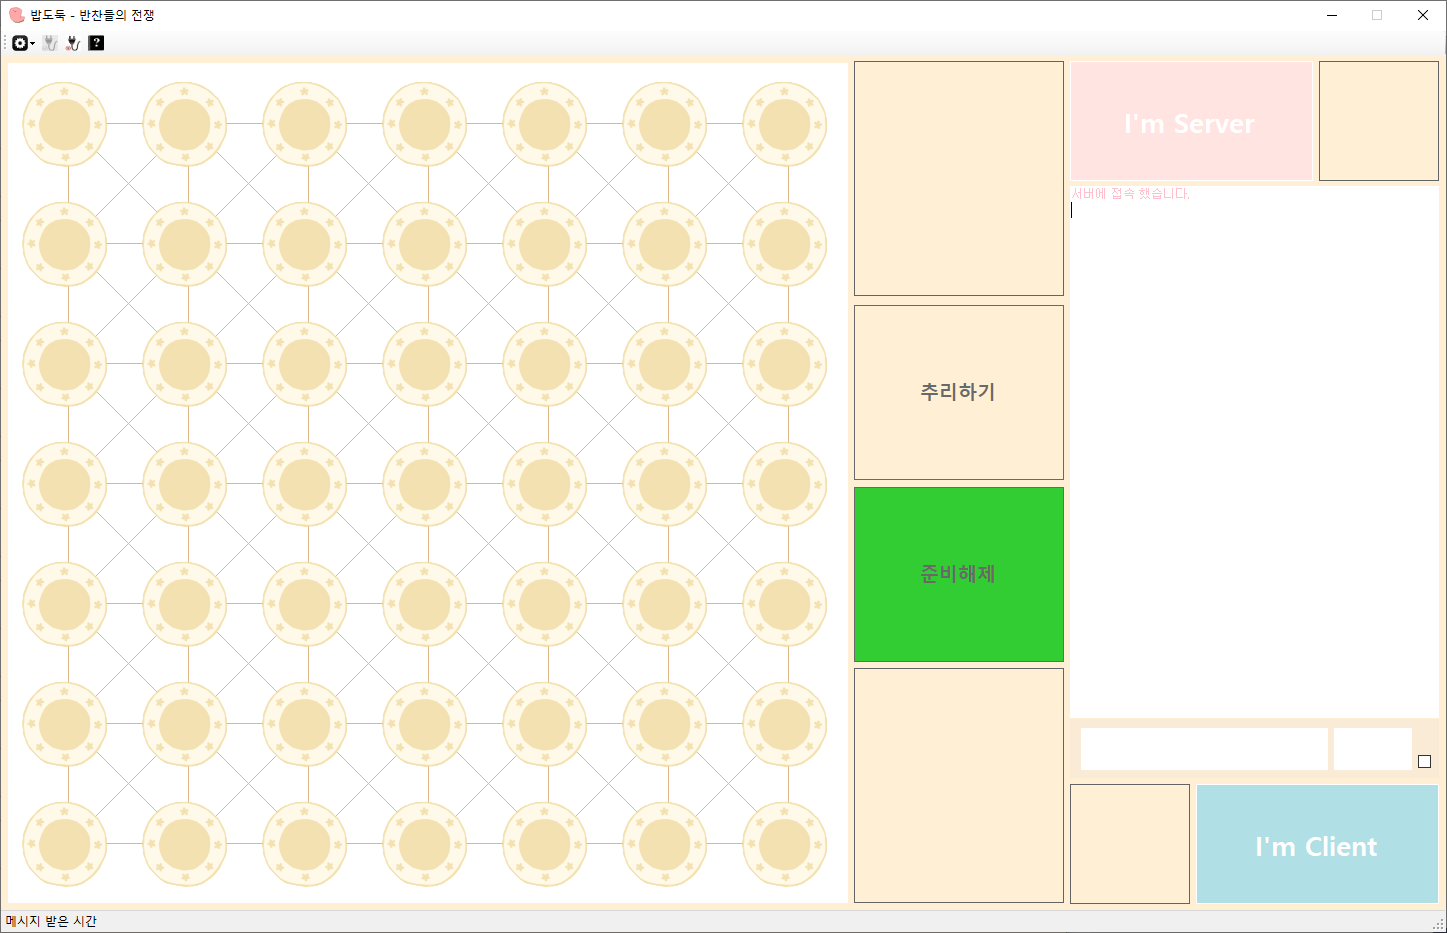 밥도둑 - 반찬들의 전쟁
I'm Server
서버에 접속 했습니다.
추리하기
준비해제
I'm Client
메시지 받은 시간